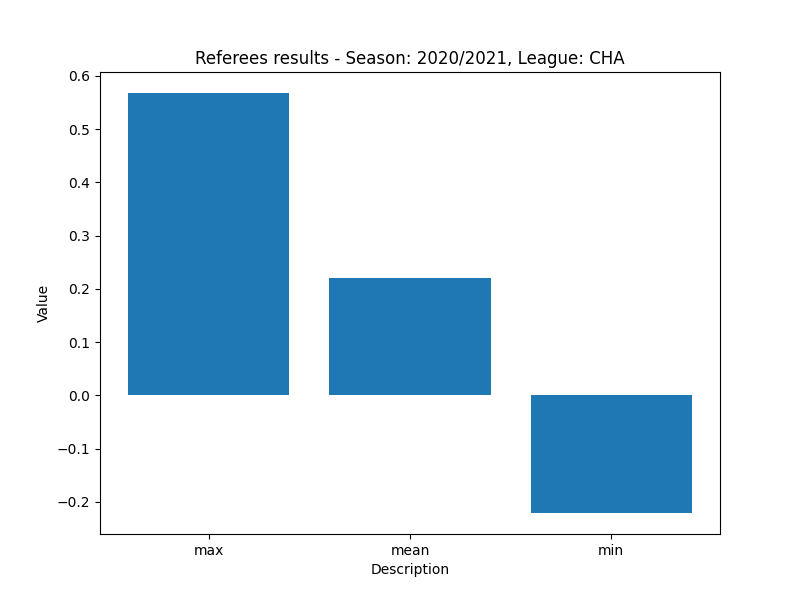 Referees results - Season: 2020/2021, League: CHA
0.6
0.5
0.4
0.3
0.2
0.1
0.0
−0.1
−0.2
Value
max mean min
Description